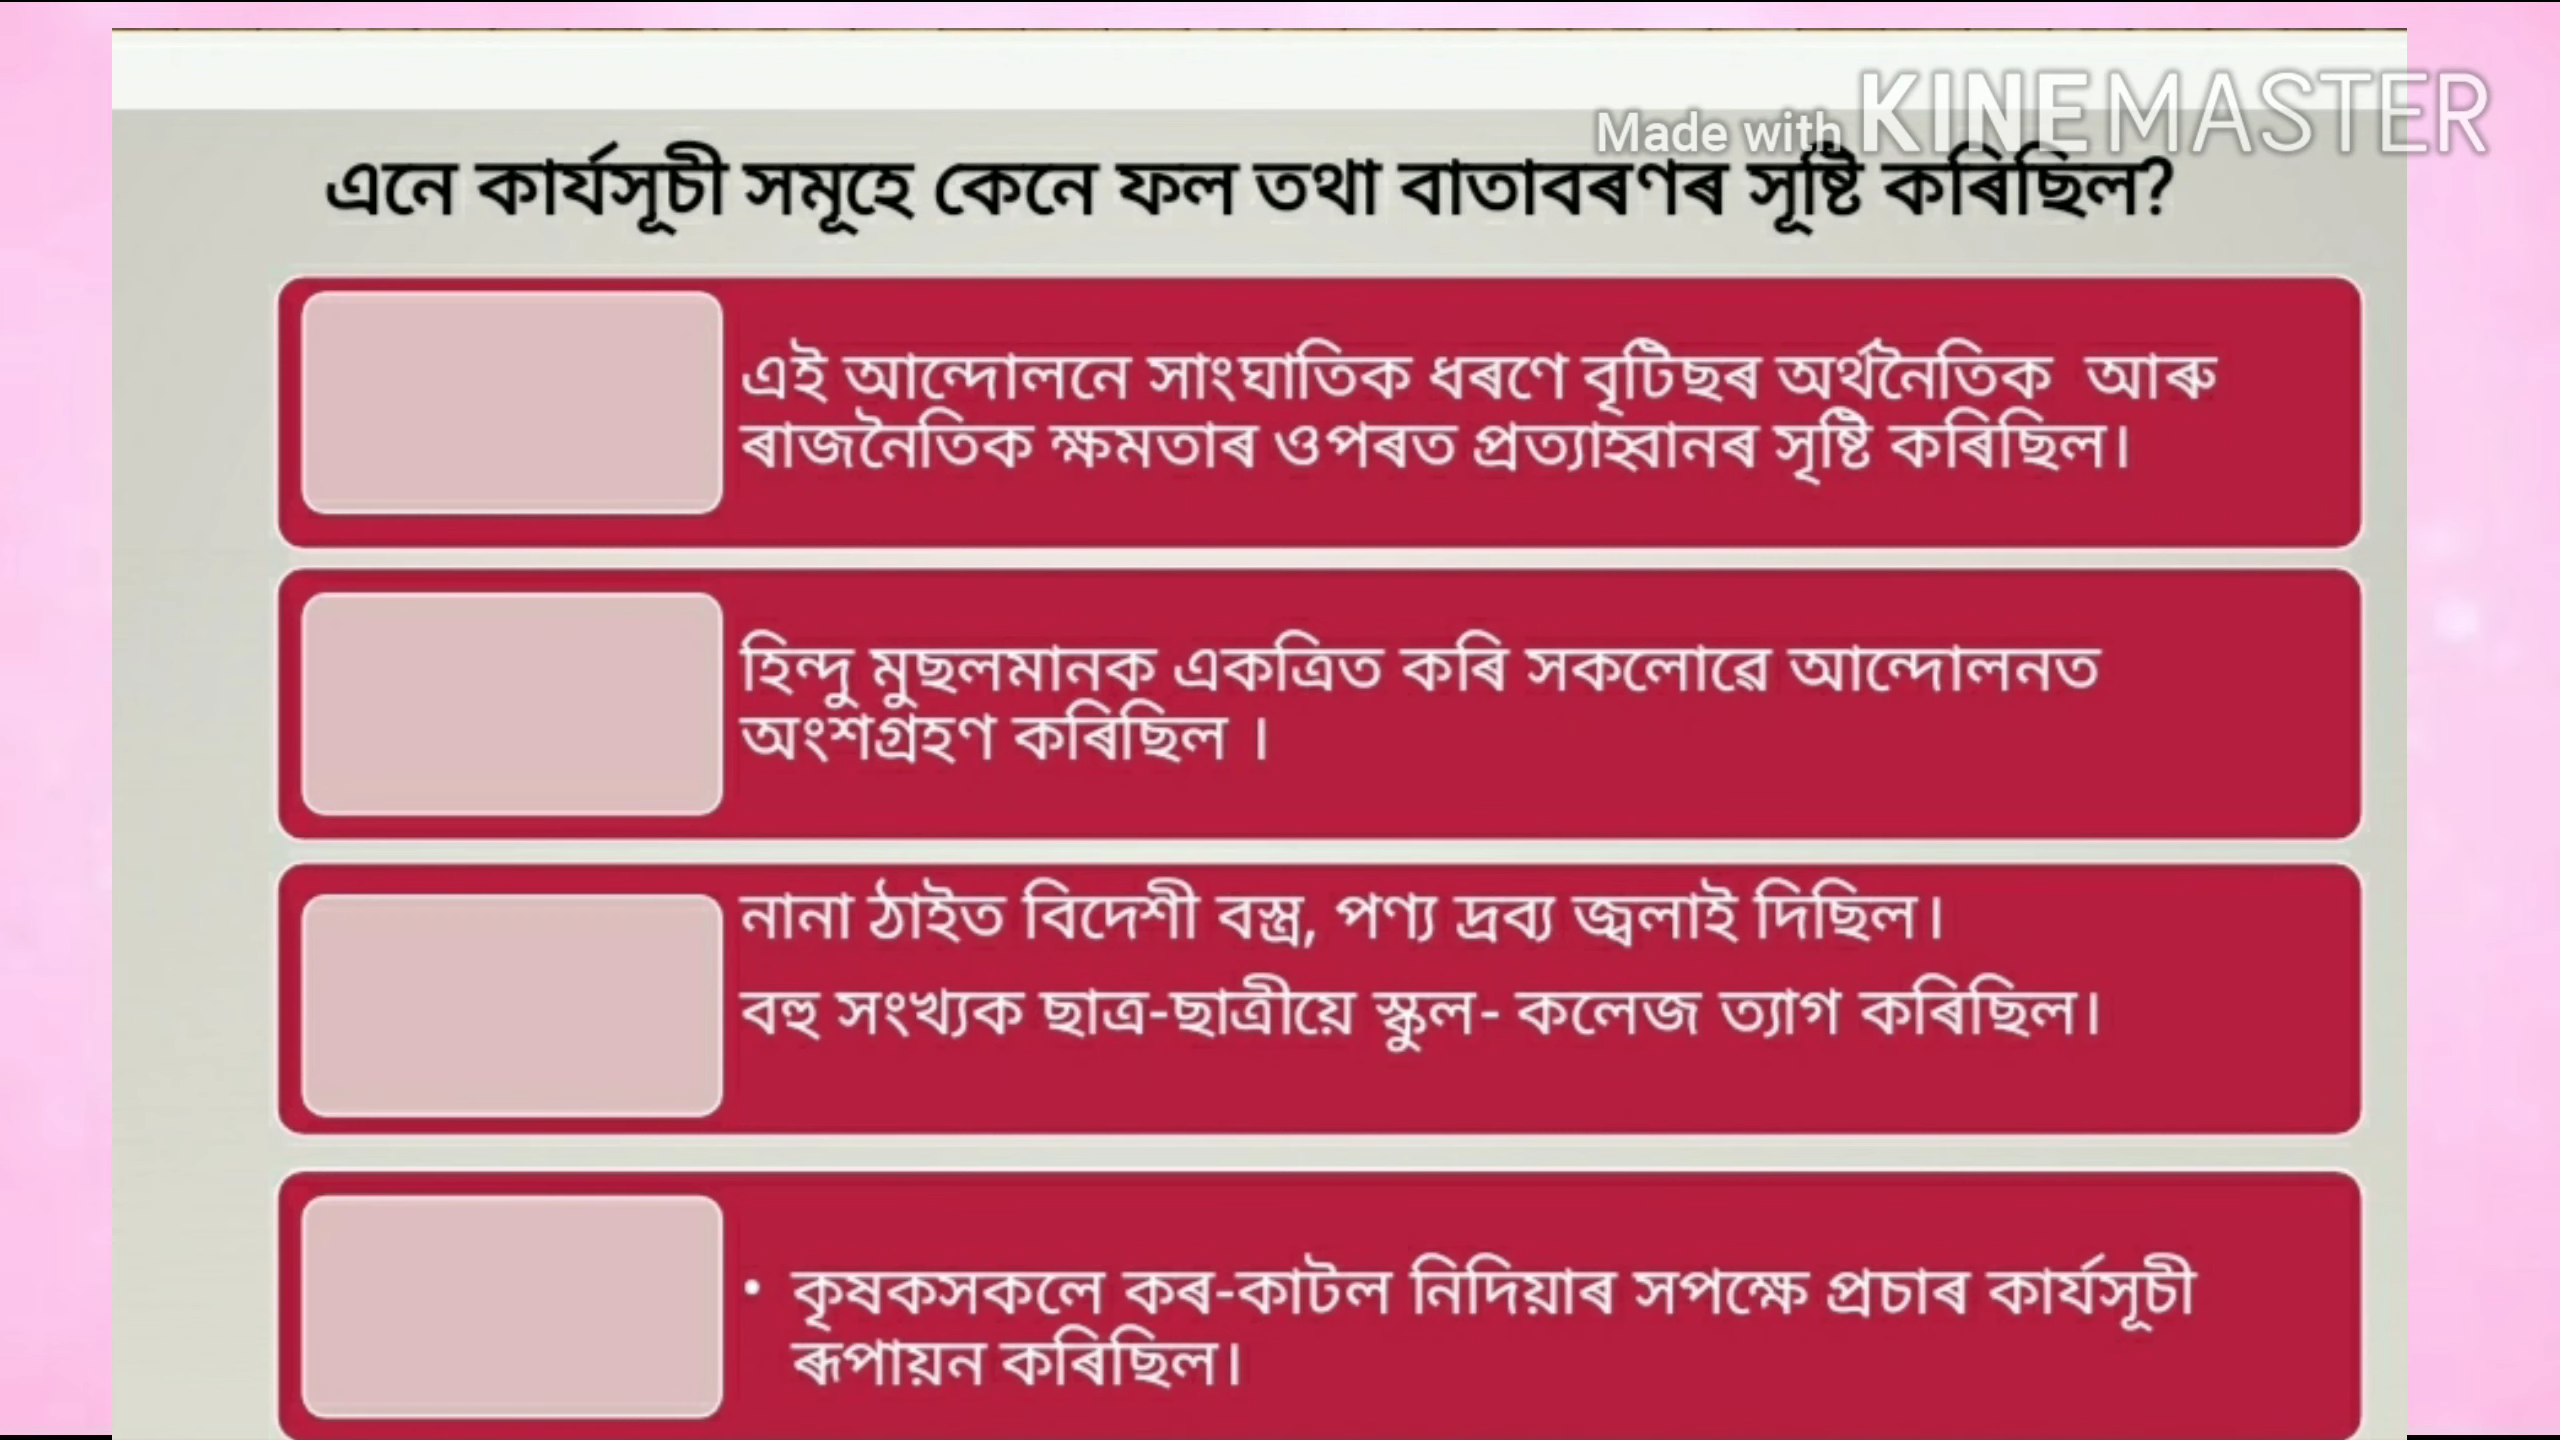 Made with KINEMASTER
এনে কাৰ্যসূচী সমূহে কেনে ফল তথা বাতাবৰণৰ সূষ্টি কৰিছিল?
এই আন্দোলনে সাংঘাতিক ধৰণে বৃটিছৰ অৰ্থনৈতিক আৰু
ৰাজনৈতিক ক্ষমতাৰ ওপৰত প্ৰত্যাহ্বানৰ সৃষ্টি কৰিছিল।
হিন্দু মুছলমানক একত্ৰিত কৰি সকলোৱে আন্দোলনত
অংশগ্ৰহণ কৰিছিল ।
নানা ঠাইত বিদেশী বস্ত্ৰ, পণ্য দ্ৰব্য জ্বলাই দিছিল।
বহু সংখ্যক ছাত্ৰ-ছাত্ৰীয়ে স্কুল- কলেজ ত্যাগ কৰিছিল।
• কৃষকসকলে কৰ-কাটল নিদিয়াৰ সপক্ষে প্ৰচাৰ কাৰ্যসূচী
ৰূপায়ন কৰিছিল।